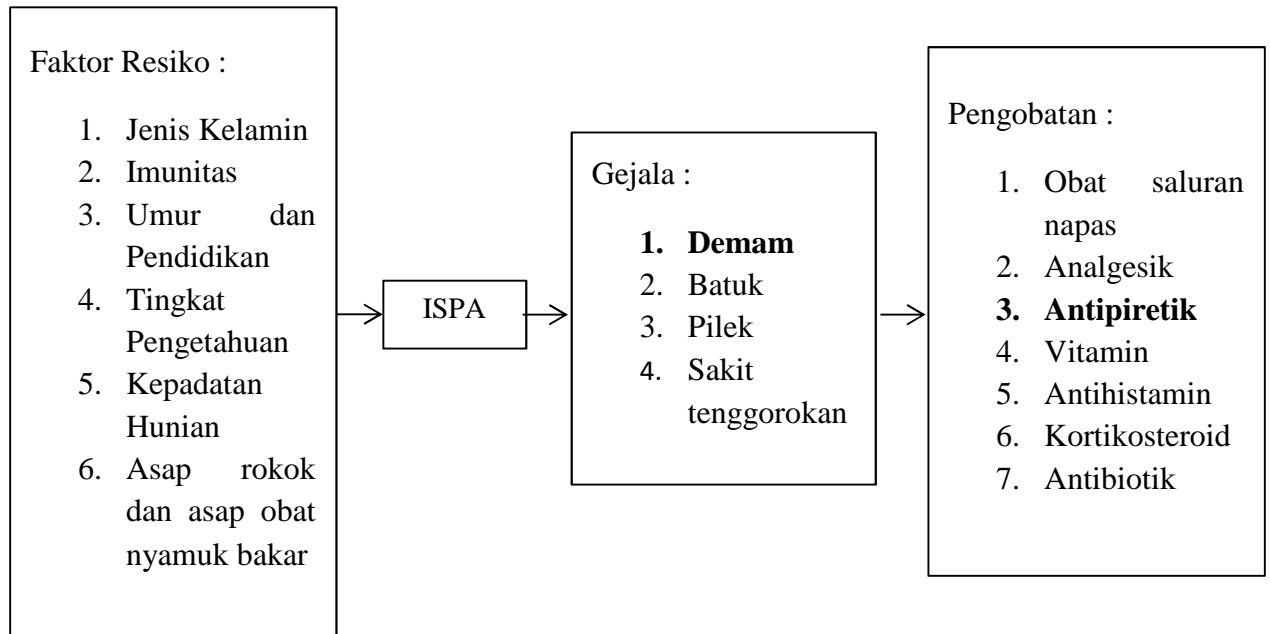 Faktor Resiko :
1. Jenis Kelamin
2. Imunitas
3. Umur dan
Pendidikan
4. Tingkat
Pengetahuan
5. Kepadatan
Hunian
6. Asap rokok
dan asap obat
nyamuk bakar
ISPA
Gejala :
1. Demam
2. Batuk
3. Pilek
4. Sakit
tenggorokan
Pengobatan :
1. Obat saluran
napas
2. Analgesik
3. Antipiretik
4. Vitamin
5. Antihistamin
6. Kortikosteroid
7. Antibiotik